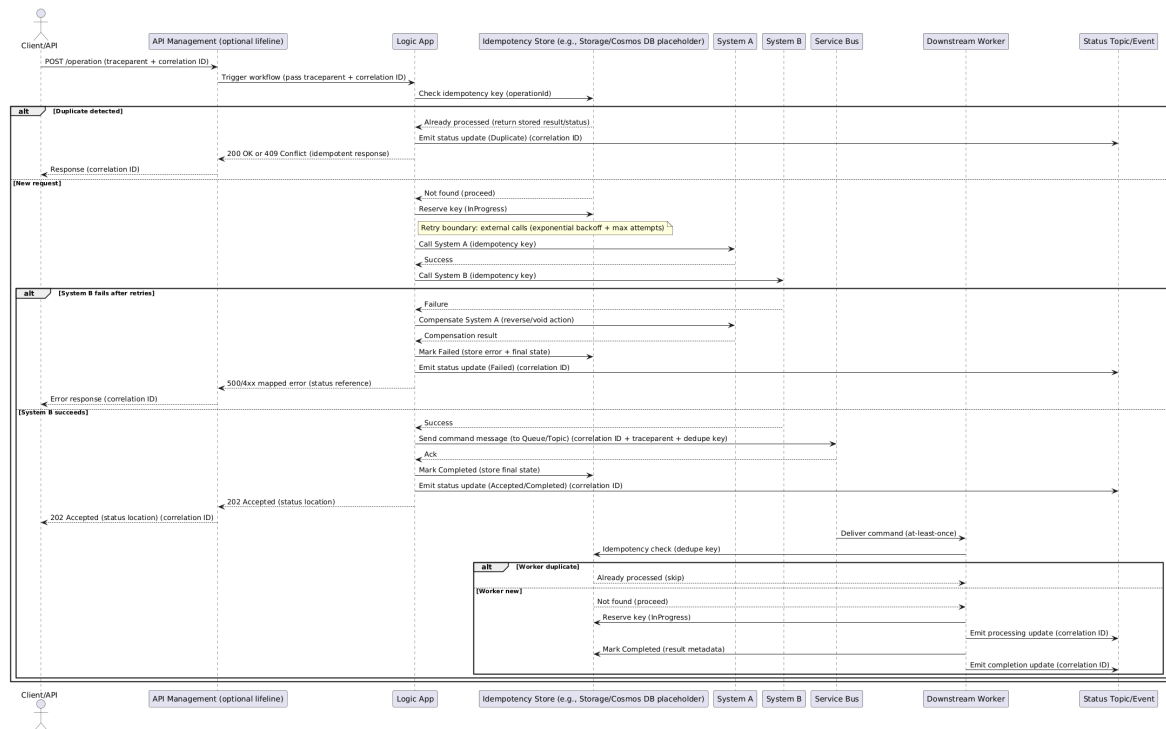 Client/API
API Management (optional lifeline)
Logic App
Idempotency Store (e.g., Storage/Cosmos DB placeholder)
System A
System B
Service Bus
Downstream Worker
Status Topic/Event
POST /operation (traceparent + correlation ID)
Trigger workflow (pass traceparent + correlation ID)
Check idempotency key (operationId)
alt
[Duplicate detected]
Already processed (return stored result/status)
Emit status update (Duplicate) (correlation ID)
200 OK or 409 Conflict (idempotent response)
Response (correlation ID)
[New request]
Not found (proceed)
Reserve key (InProgress)
Retry boundary: external calls (exponential backoff + max attempts)
Call System A (idempotency key)
Success
Call System B (idempotency key)
alt
[System B fails after retries]
Failure
Compensate System A (reverse/void action)
Compensation result
Mark Failed (store error + final state)
Emit status update (Failed) (correlation ID)
500/4xx mapped error (status reference)
Error response (correlation ID)
[System B succeeds]
Success
Send command message (to Queue/Topic) (correlation ID + traceparent + dedupe key)
Ack
Mark Completed (store final state)
Emit status update (Accepted/Completed) (correlation ID)
202 Accepted (status location)
202 Accepted (status location) (correlation ID)
Deliver command (at-least-once)
Idempotency check (dedupe key)
alt
[Worker duplicate]
Already processed (skip)
[Worker new]
Not found (proceed)
Reserve key (InProgress)
Emit processing update (correlation ID)
Mark Completed (result metadata)
Emit completion update (correlation ID)
Client/API
API Management (optional lifeline)
Logic App
Idempotency Store (e.g., Storage/Cosmos DB placeholder)
System A
System B
Service Bus
Downstream Worker
Status Topic/Event